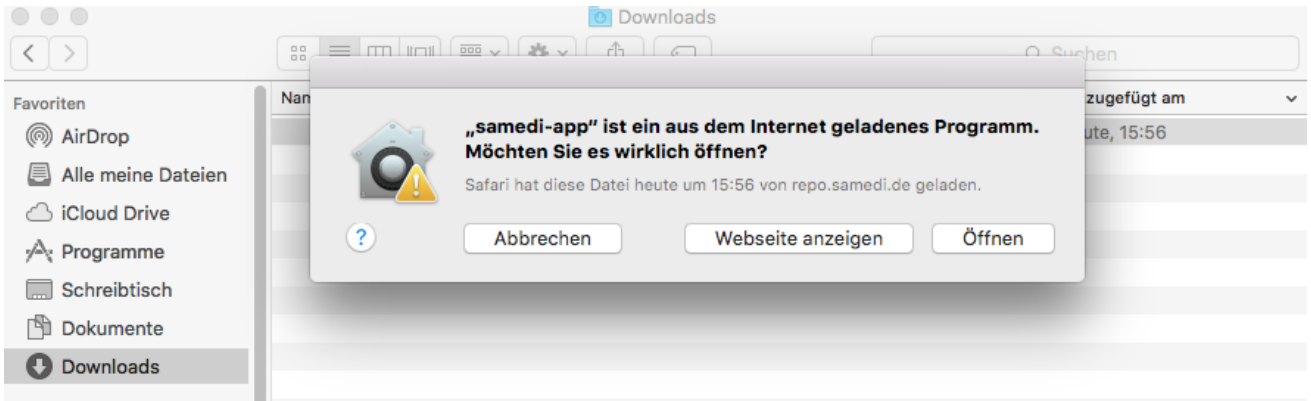 Downloads
Suchen
Favoriten
AirDrop
Alle meine Dateien
iCloud Drive
Programme
Schreibtisch
Dokumente
Downloads
zugefügt am
15:56
„samedi-app“ ist ein aus dem Internet geladenes Programm.
Möchten Sie es wirklich öffnen?
Safari hat diese Datei heute um 15:56 von repo.samedi.de geladen.
?
Abbrechen
Webseite anzeigen
Öffnen